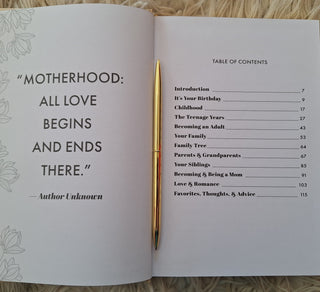 “MOTHERHOOD:
ALL LOVE
BEGINS
AND ENDS
THERE.”
—Author Unknown
TABLE OF CONTENTS
Introduction 7
It's Your Birthday 9
Childhood 17
The Teenage Years 27
Becoming an Adult 43
Your Family 53
Family Tree 64
Parents & Grandparents 67
Your Siblings 85
Becoming & Being a Mom 91
Love & Romance 103
Favorites, Thoughts, & Advice 115